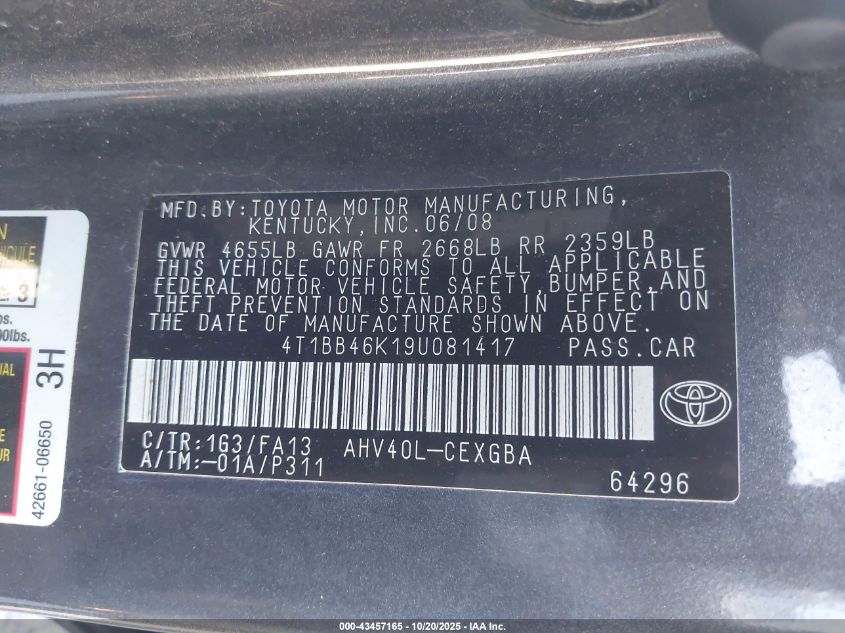 MFD.BY:TOYOTA MOTOR MANUFACTURING,
KENTUCKY,INC.06/08
GVWR 4655LB GAWR FR 2668LB RR 2359LB
THIS VEHICLE CONFORMS TO ALL APPLICABLE
FEDERAL MOTOR VEHICLE SAFETY,BUMPER,AND
THEFT PREVENTION STANDARDS IN EFFECT ON
THE DATE OF MANUFACTURE SHOWN ABOVE.
4T1BB46K19U081417 PASS.CAR
C/TR:1G3/FA13 AHV40L-CEXGBA
A/TM:-01A/P311
64296
3
3H
42661-06650
000-43457165 - 10/20/2025 - IAA Inc.